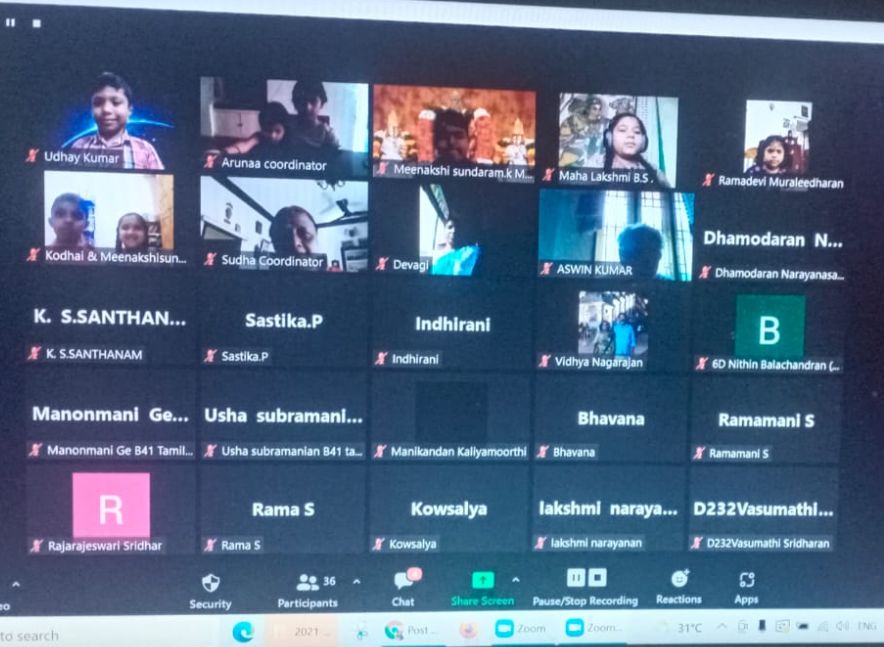 Udhay Kumar
Arunaa coordinator
Meenakshi sundaram.k M...
Maha Lakshmi B.S .
Ramadevi Muraleedharan
Kodhai & Meenakshisun...
Sudha Coordinator
Devagi
ASWIN KUMAR
Dhamodaran N...
Dhamodaran Narayanasa...
K. S.SANTHAN...
K. S.SANTHANAM
Sastika.P
Sastika.P
Indhirani
Indhirani
Vidhya Nagarajan
B
6D Nithin Balachandran (...
Manonmani Ge...
Manonmani Ge B41 Tamil...
Usha subramani...
Usha subramanian B41 ta...
Manikandan Kaliyamoorthi
Bhavana
Bhavana
Ramamani S
Ramamani S
R
Rajarajeswari Sridhar
Rama S
Rama S
Kowsalya
Kowsalya
lakshmi naraya...
lakshmi narayanan
D232Vasumathi...
D232Vasumathi Sridharan
eo
Security
36
Participants
Chat
Share Screen
Pause/Stop Recording
Reactions
Apps
to search
2021 ...
Post ...
Zoom
Zoom...
31°C
ENG